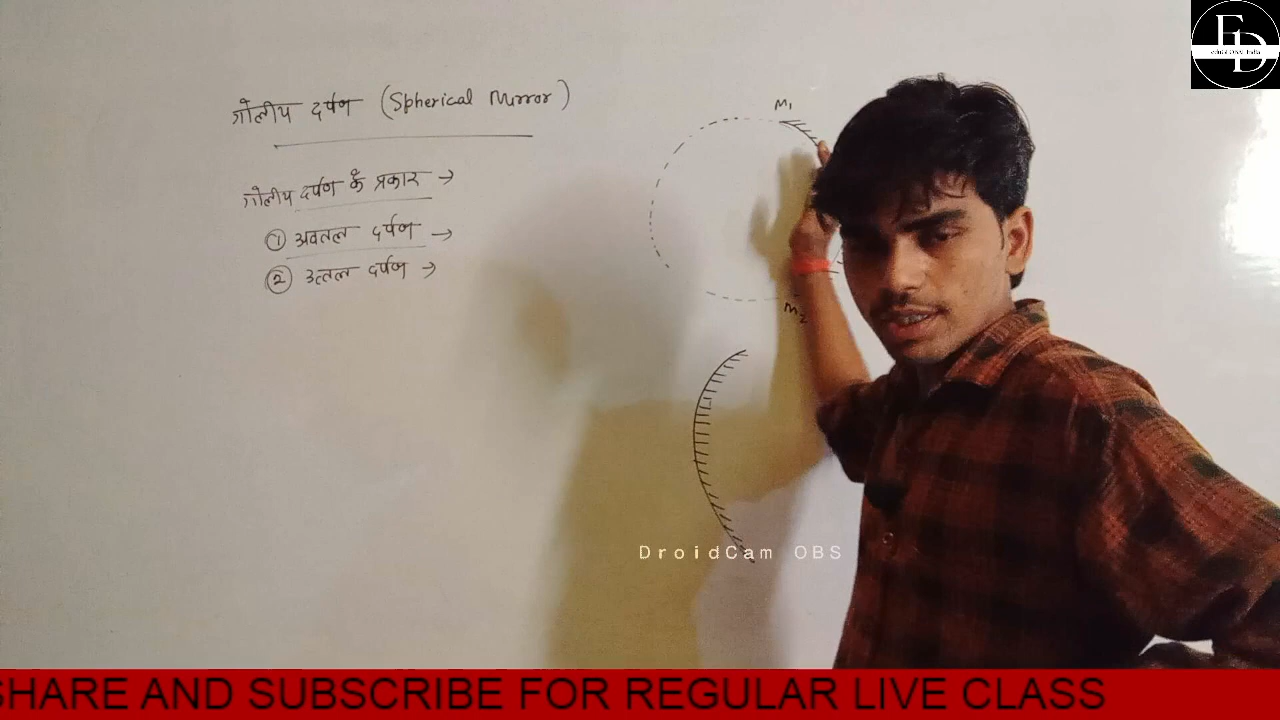 गोलीय दर्पण (Spherical Mirror)
गोलीय दर्पण के प्रकार →
① अवतल दर्पण →
② उत्तल दर्पण →
M1
M2
DroidCam OBS
SHARE AND SUBSCRIBE FOR REGULAR LIVE CLASS
ED